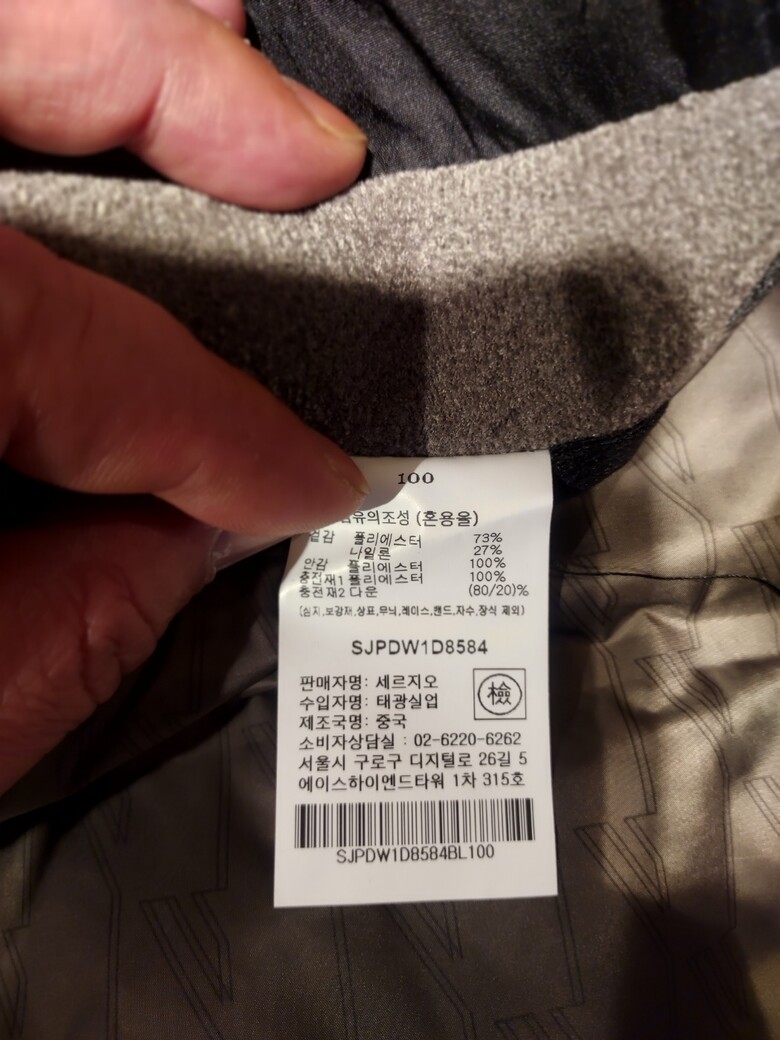 100
섬유의조성 (혼용율)
겉감 폴리에스터 73%
나일론 27%
안감 폴리에스터 100%
충전재1 폴리에스터 100%
충전재2 다운 (80/20)%
(심지,보강저,상표,무늬,레이스,밴드,자수,장식 제외)
SJPDW1D8584
판매자명: 세르지오
수입자명: 태광실업
檢
제조국명: 중국
소비자상담실 : 02-6220-6262
서울시 구로구 디지털로 26길 5
에이스하이엔드타워 1차 315호
SJPDW1D8584BL100